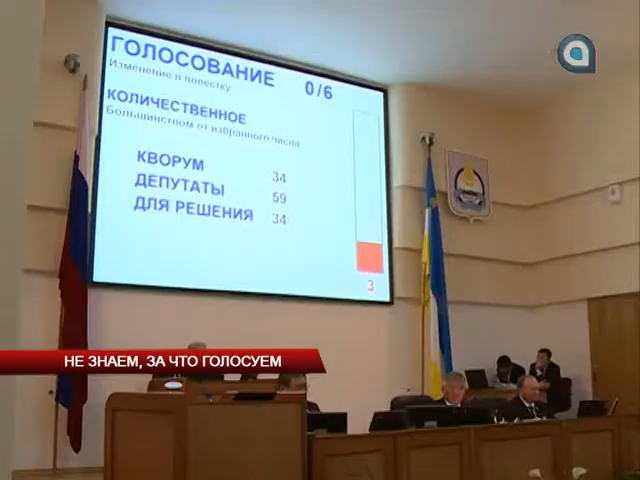 ГОЛОСОВАНИЕ 0/6
Изменение в повестку
КОЛИЧЕСТВЕННОЕ
Большинством от избранного числа
КВОРУМ 34
ДЕПУТАТЫ 59
ДЛЯ РЕШЕНИЯ 34
3
НЕ ЗНАЕМ, ЗА ЧТО ГОЛОСУЕМ